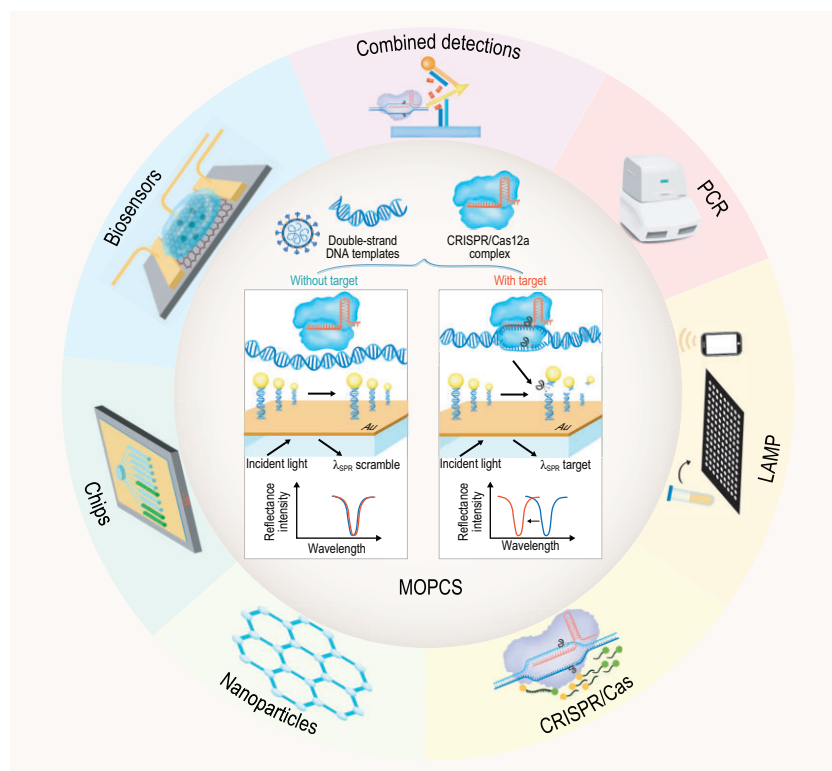 Combined detections
PCR
LAMP
CRISPR/Cas
Nanoparticles
Chips
Biosensors
Double-strand
DNA templates
CRISPR/Cas12a
complex
Without target
With target
Au
Incident light
λSPR scramble
Reflectance
intensity
Wavelength
Au
Incident light
λSPR target
Reflectance
intensity
Wavelength
MOPCS